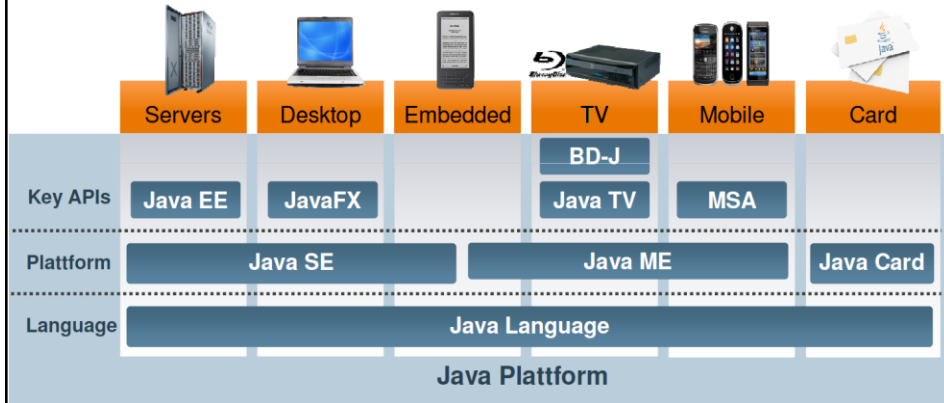 Servers Desktop Embedded TV Mobile Card
BD-J
Key APIs Java EE JavaFX Java TV MSA
Plattform Java SE Java ME Java Card
Language Java Language
Java Plattform
Java